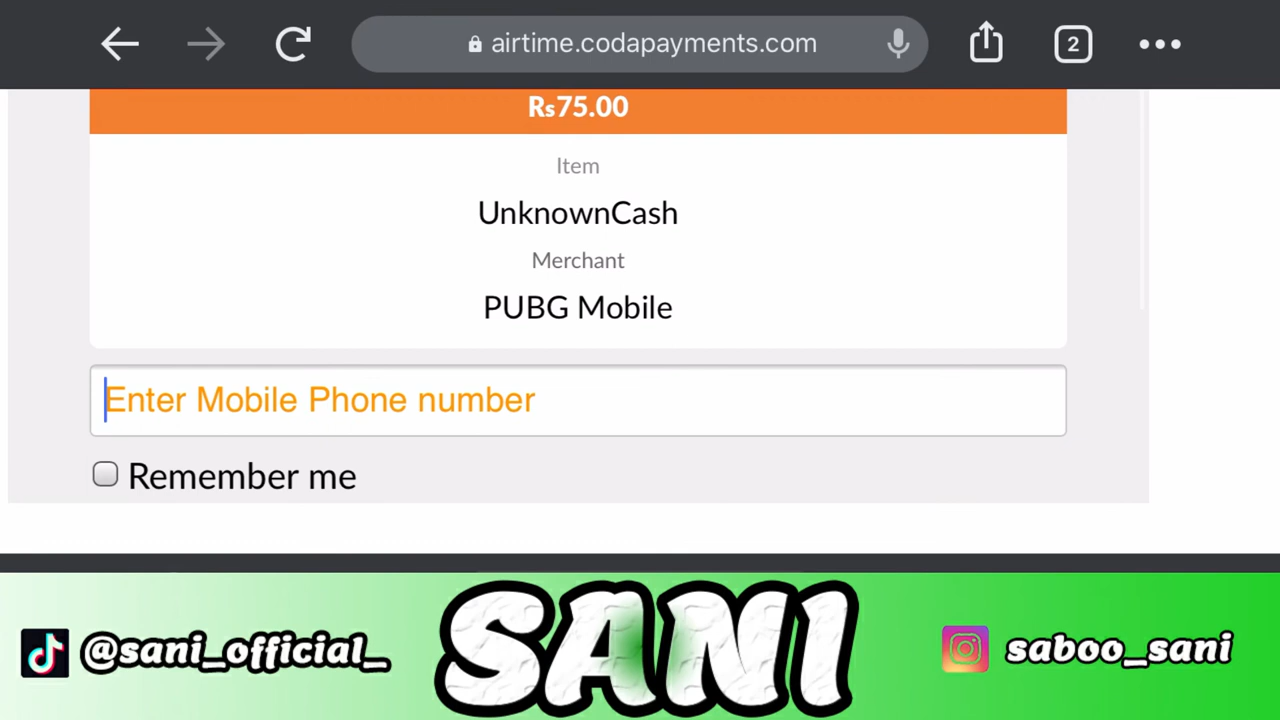 airtime.codapayments.com
2
Rs75.00
Item
UnknownCash
Merchant
PUBG Mobile
Enter Mobile Phone number
Remember me
@sani_official_
SANI
saboo_sani